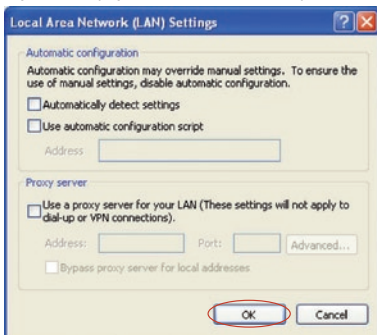 Local Area Network (LAN) Settings
Automatic configuration
Automatic configuration may override manual settings. To ensure the
use of manual settings, disable automatic configuration.
Automatically detect settings
Use automatic configuration script
Address
Proxy server
Use a proxy server for your LAN (These settings will not apply to
dial-up or VPN connections).
Address: Port: Advanced...
Bypass proxy server for local addresses
OK Cancel